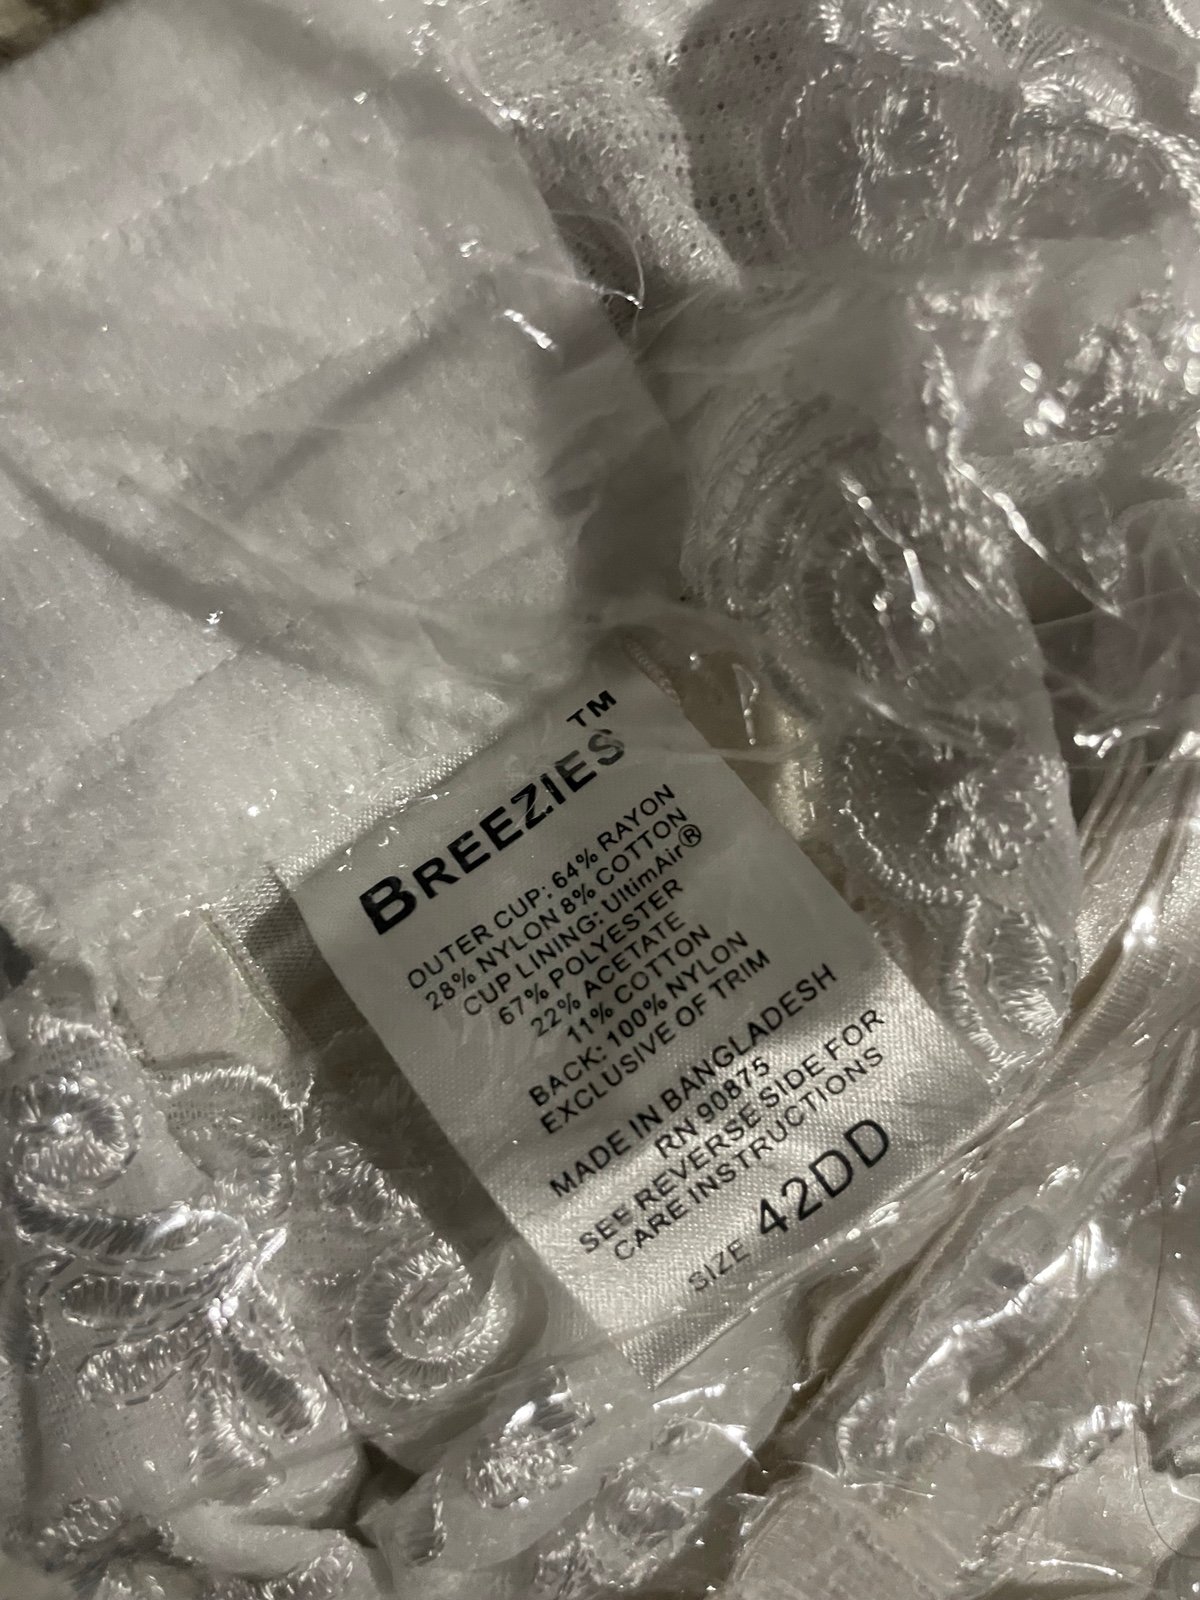 BREEZIES™
OUTER CUP: 64% RAYON
28% NYLON 8% COTTON
CUP LINING: UltimAir®
67% POLYESTER
22% ACETATE
11% COTTON
BACK: 100% NYLON
EXCLUSIVE OF TRIM
MADE IN BANGLADESH
RN 90875
SEE REVERSE SIDE FOR
CARE INSTRUCTIONS
SIZE 42DD